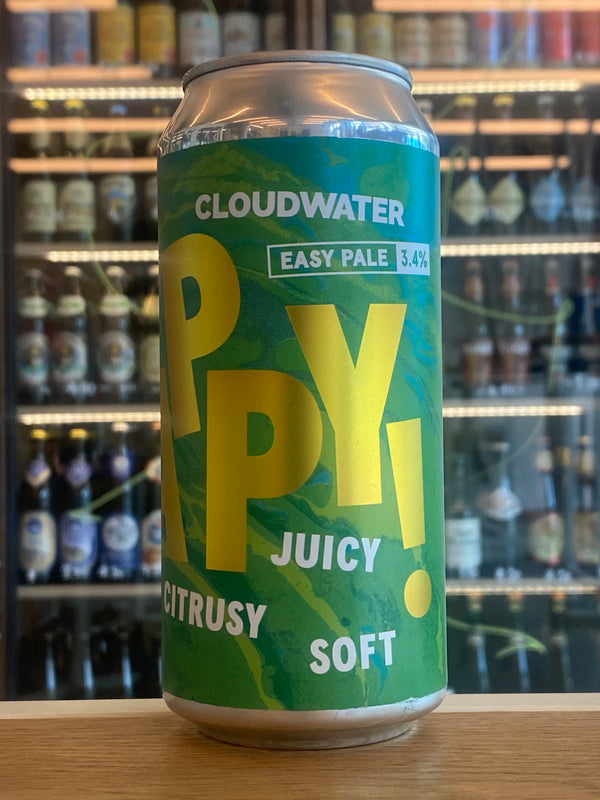 CLOUDWATER
EASY PALE 3.4%
PPY!
JUICY
CITRUSY
SOFT